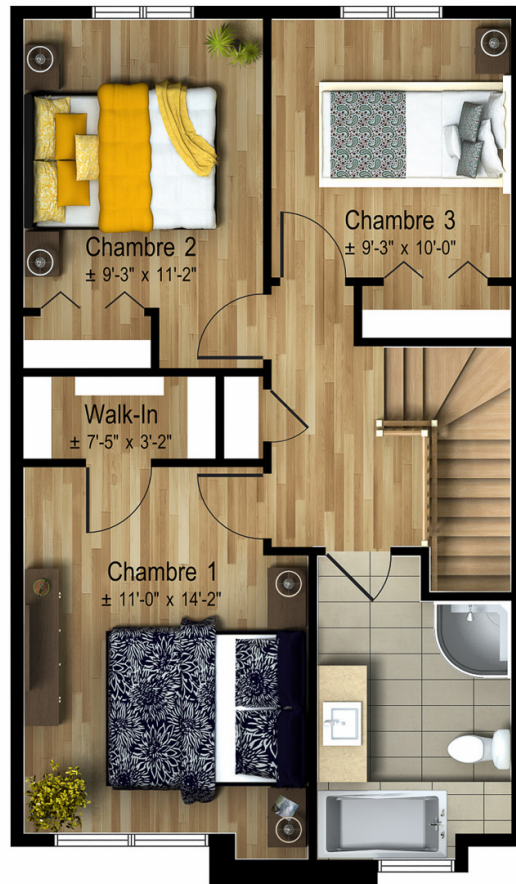 Chambre 2
± 9'-3" x 11'-2"
Chambre 3
± 9'-3" x 10'-0"
Walk-In
± 7'-5" x 3'-2"
Chambre 1
± 11'-0" x 14'-2"